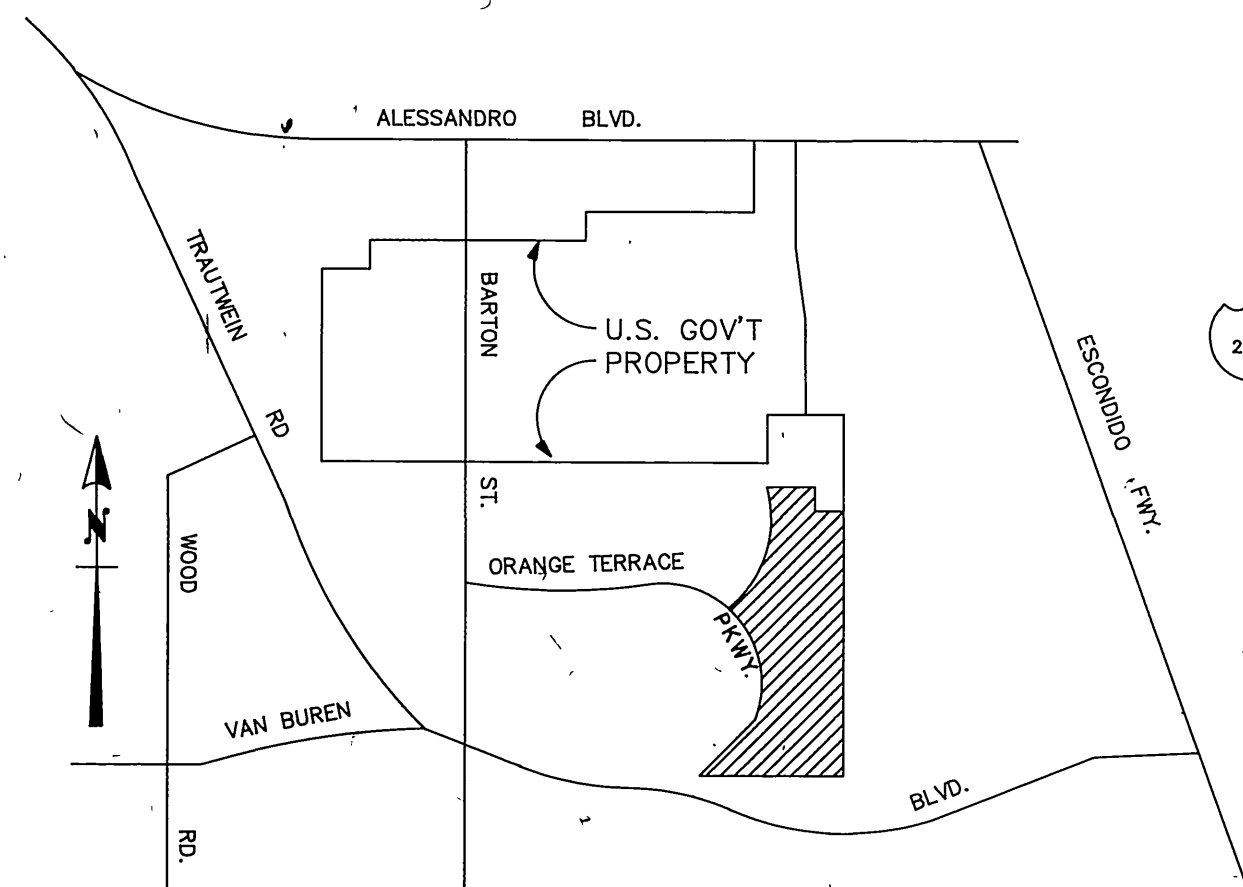 ALESSANDRO BLVD.
TRAUTWEIN
RD
BARTON
ST.
U.S. GOV'T
PROPERTY
ESCONDIDO FWY.
2
N
WOOD
RD.
ORANGE TERRACE
PKWY.
VAN BUREN
BLVD.